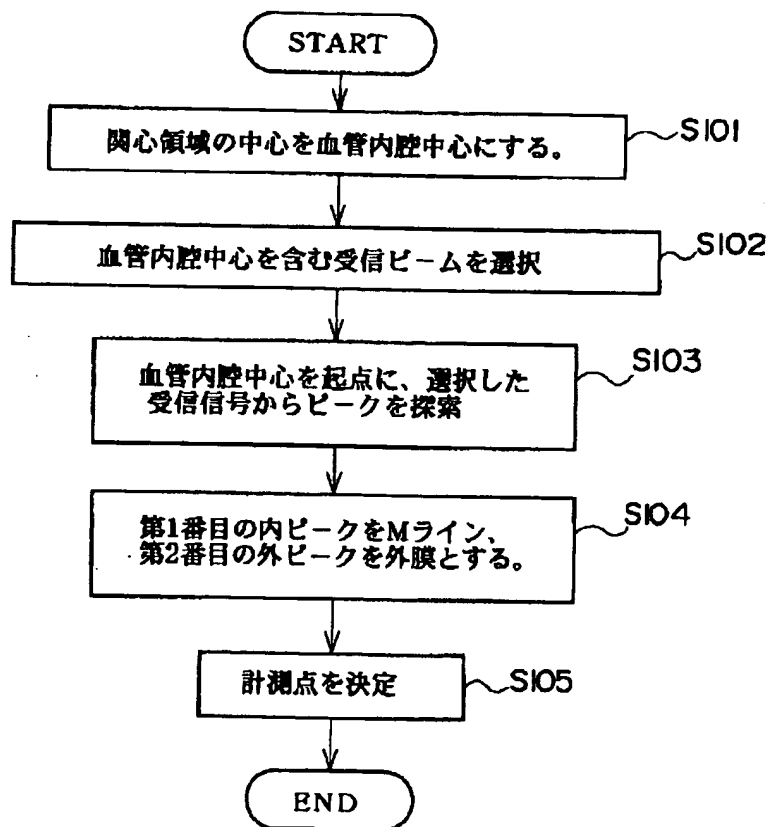 START
関心領域の中心を血管内腔中心にする。
S101
血管内腔中心を含む受信ビームを選択
S102
血管内腔中心を起点に、選択した
受信信号からピークを探索
S103
第1番目の内ピークをMライン、
第2番目の外ピークを外膜とする。
S104
計測点を決定
S105
END